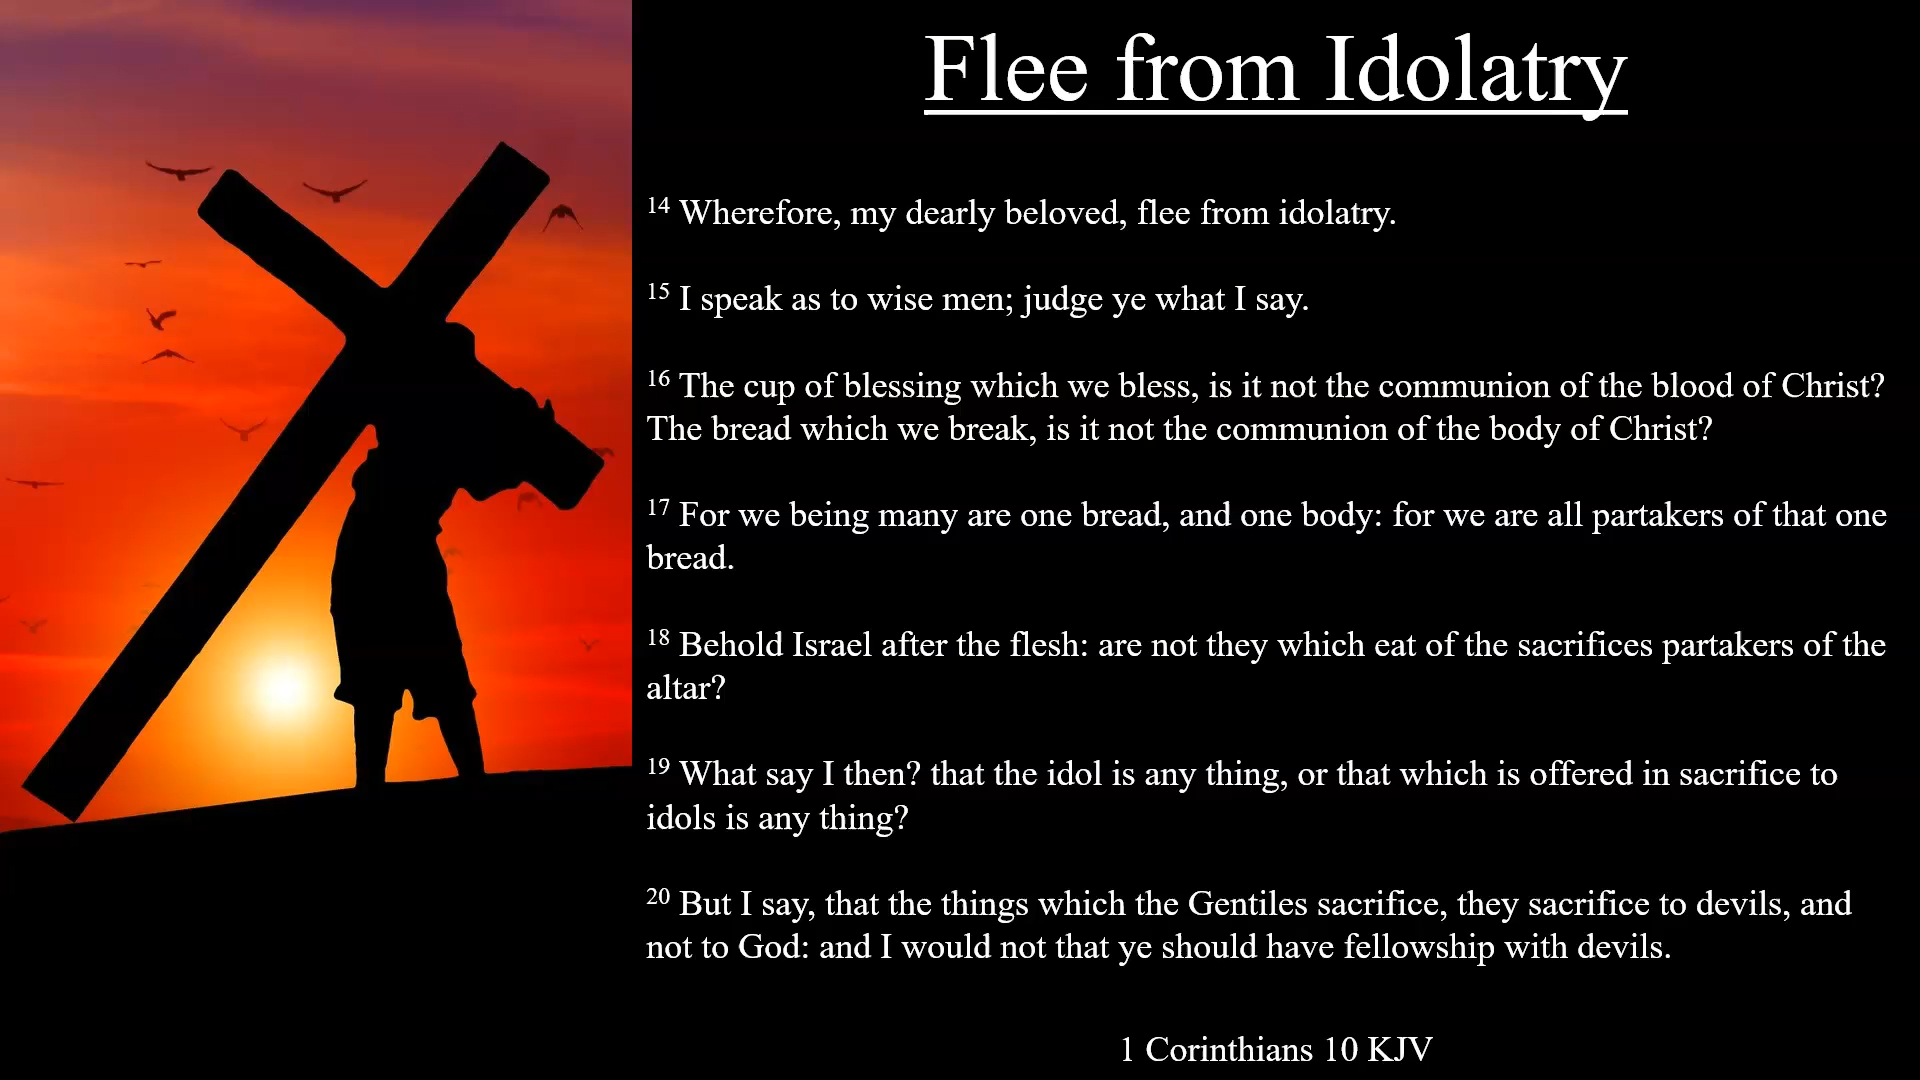 Flee from Idolatry
14 Wherefore, my dearly beloved, flee from idolatry.
15 I speak as to wise men; judge ye what I say.
16 The cup of blessing which we bless, is it not the communion of the blood of Christ?
The bread which we break, is it not the communion of the body of Christ?
17 For we being many are one bread, and one body: for we are all partakers of that one
bread.
18 Behold Israel after the flesh: are not they which eat of the sacrifices partakers of the
altar?
19 What say I then? that the idol is any thing, or that which is offered in sacrifice to
idols is any thing?
20 But I say, that the things which the Gentiles sacrifice, they sacrifice to devils, and
not to God: and I would not that ye should have fellowship with devils.
1 Corinthians 10 KJV